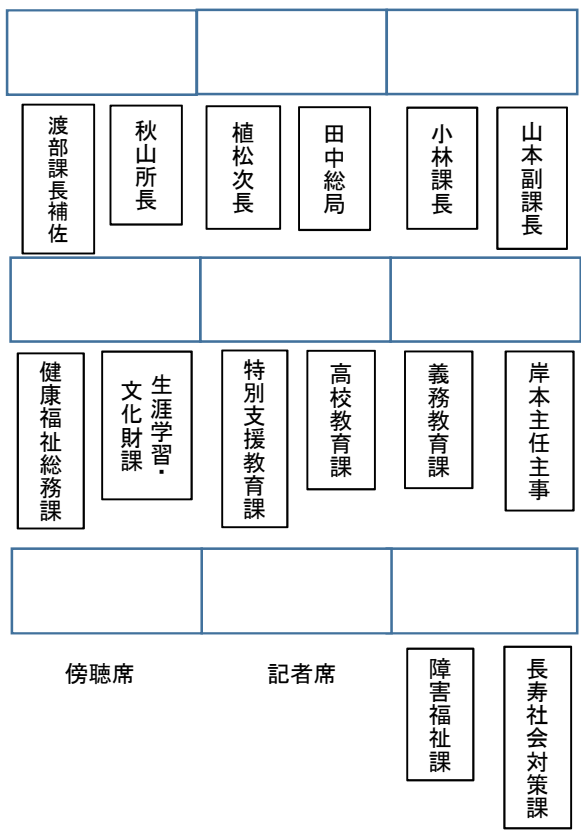 渡部課長補佐
秋山所長
植松次長
田中総局
小林課長
山本副課長
健康福祉総務課
生涯学習・
文化財課
特別支援教育課
高校教育課
義務教育課
岸本主任主事
傍聴席
記者席
障害福祉課
長寿社会対策課